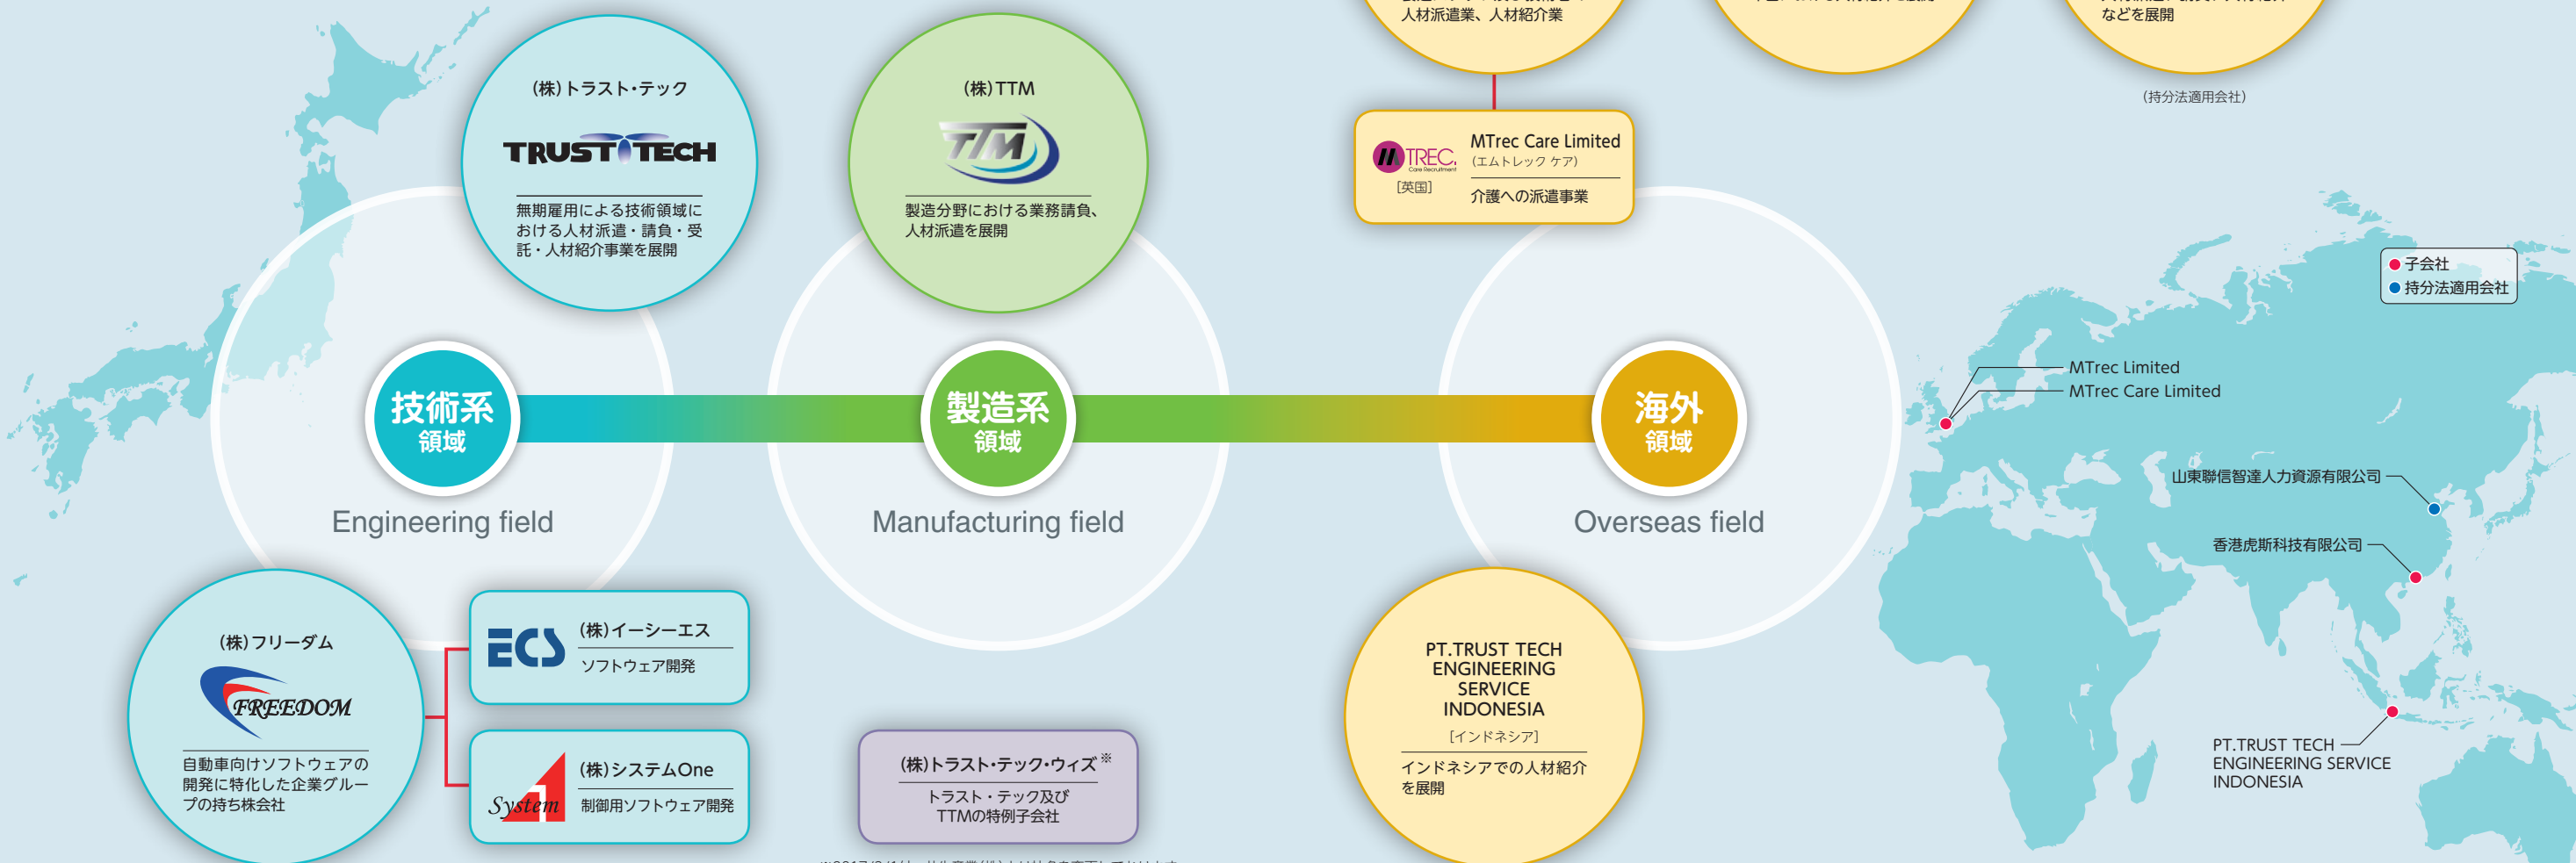 人材派遣業、人材紹介業
などを展開
(持分法適用会社)
(株)トラスト・テック
TRUST TECH
無期雇用による技術領域に
おける人材派遣・請負・受
託・人材紹介事業を展開
(株)TTM
TTM
製造分野における業務請負、
人材派遣を展開
MTREC.
Care Recruitment
[英国]
MTrec Care Limited
(エムトレック ケア)
介護への派遣事業
技術系
領域
Engineering field
製造系
領域
Manufacturing field
海外
領域
Overseas field
(株)フリーダム
FREEDOM
自動車向けソフトウェアの
開発に特化した企業グルー
プの持ち株会社
ECS
(株)イーシーエス
ソフトウェア開発
System 1
(株)システムOne
制御用ソフトウェア開発
(株)トラスト・テック・ウィズ※
トラスト・テック及び
TTMの特例子会社
PT.TRUST TECH
ENGINEERING
SERVICE
INDONESIA
[インドネシア]
インドネシアでの人材紹介
を展開
子会社
持分法適用会社
MTrec Limited
MTrec Care Limited
山東聯信智達人力資源有限公司
香港虎斯科技有限公司
PT.TRUST TECH
ENGINEERING SERVICE
INDONESIA